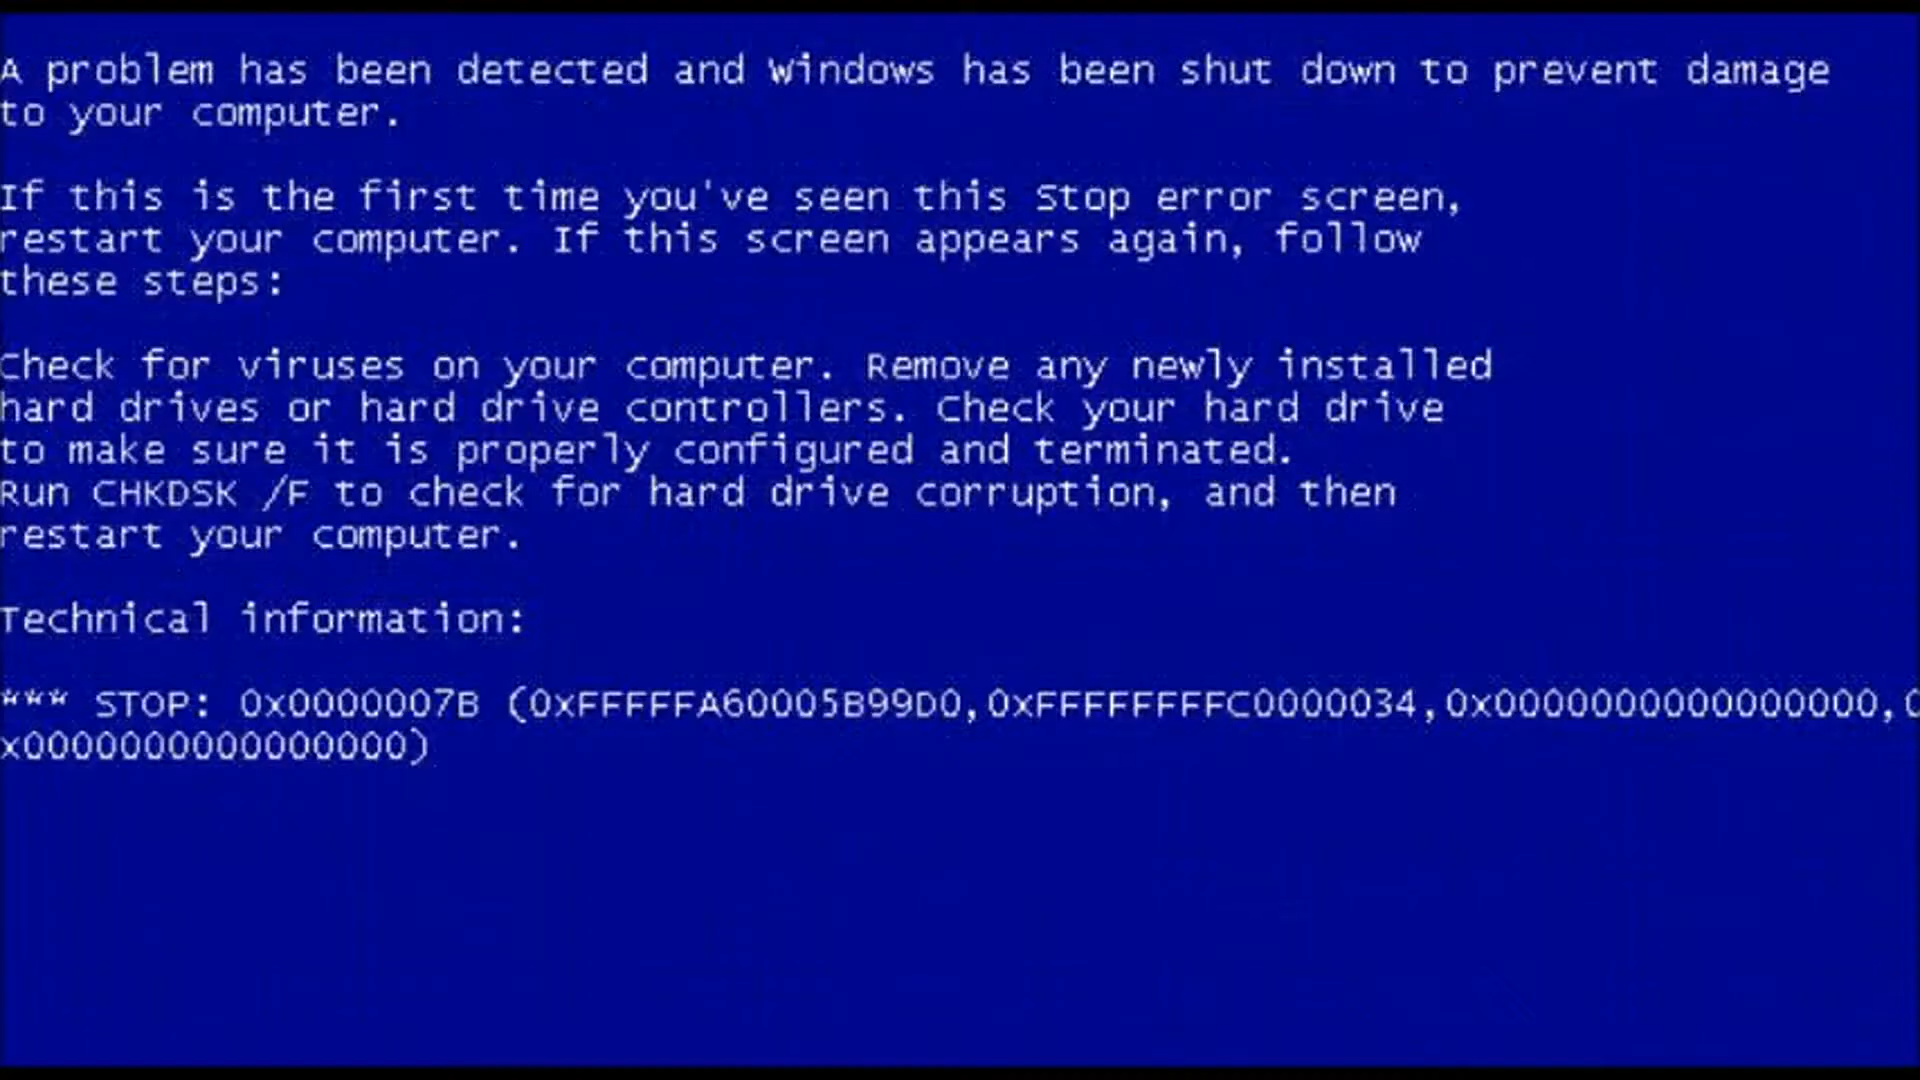 A problem has been detected and windows has been shut down to prevent damage
to your computer.
If this is the first time you've seen this Stop error screen,
restart your computer. If this screen appears again, follow
these steps:
Check for viruses on your computer. Remove any newly installed
hard drives or hard drive controllers. Check your hard drive
to make sure it is properly configured and terminated.
Run CHKDSK /F to check for hard drive corruption, and then
restart your computer.
Technical information:
*** STOP: 0x0000007B (0xFFFFFA60005B99D0,0xFFFFFFFFC0000034,0x0000000000000000,0
x0000000000000000)